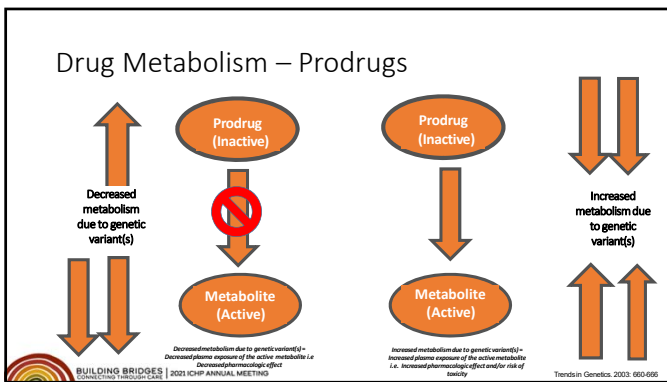 Drug Metabolism – Prodrugs
Prodrug
(Inactive)
Prodrug
(Inactive)
Decreased
metabolism
due to genetic
variant(s)
Increased
metabolism due
to genetic
variant(s)
Metabolite
(Active)
Metabolite
(Active)
Decreased metabolism due to genetic variant(s) =
Decreased plasma exposure of the active metabolite i.e
Decreased pharmacologic effect
Increased metabolism due to genetic variant(s) =
Increased plasma exposure of the active metabolite
i.e. Increased pharmacologic effect and/or risk of
toxicity
BUILDING BRIDGES
CONNECTING THROUGH CARE
2021 ICHP ANNUAL MEETING
Trends in Genetics. 2003: 660-666